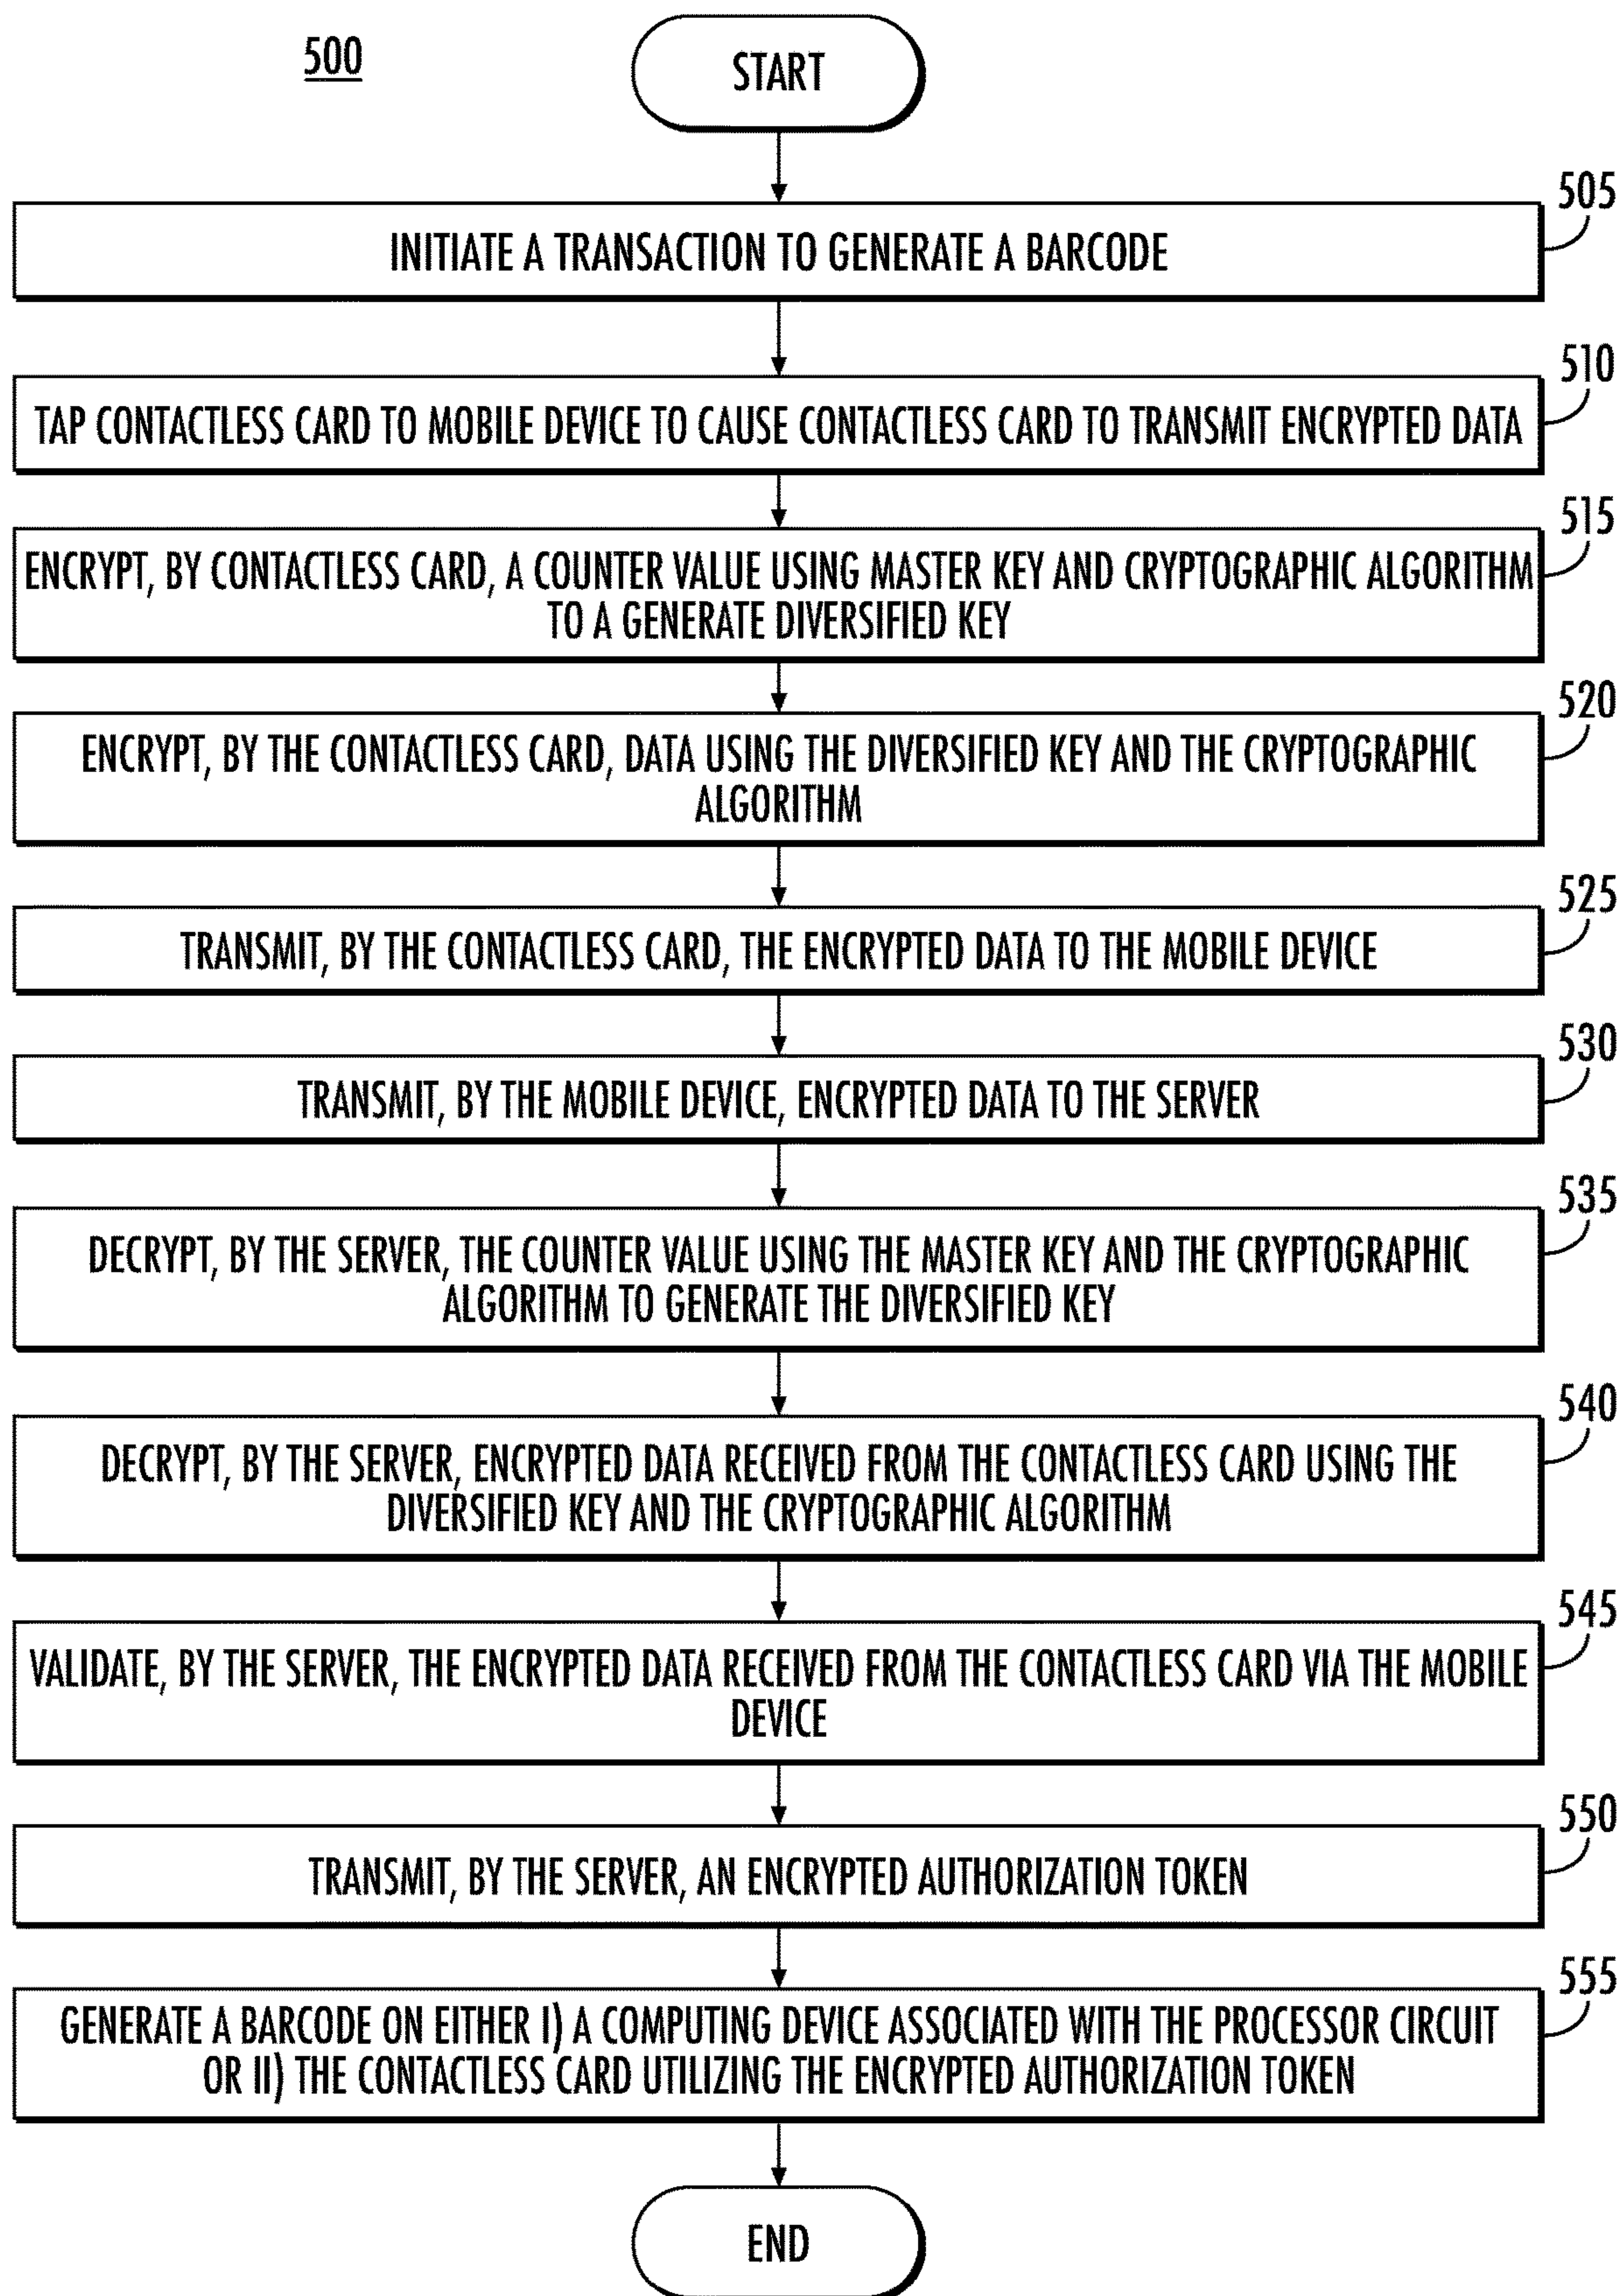 500
START
505
INITIATE A TRANSACTION TO GENERATE A BARCODE
510
TAP CONTACTLESS CARD TO MOBILE DEVICE TO CAUSE CONTACTLESS CARD TO TRANSMIT ENCRYPTED DATA
515
ENCRYPT, BY CONTACTLESS CARD, A COUNTER VALUE USING MASTER KEY AND CRYPTOGRAPHIC ALGORITHM
TO A GENERATE DIVERSIFIED KEY
520
ENCRYPT, BY THE CONTACTLESS CARD, DATA USING THE DIVERSIFIED KEY AND THE CRYPTOGRAPHIC
ALGORITHM
525
TRANSMIT, BY THE CONTACTLESS CARD, THE ENCRYPTED DATA TO THE MOBILE DEVICE
530
TRANSMIT, BY THE MOBILE DEVICE, ENCRYPTED DATA TO THE SERVER
535
DECRYPT, BY THE SERVER, THE COUNTER VALUE USING THE MASTER KEY AND THE CRYPTOGRAPHIC
ALGORITHM TO GENERATE THE DIVERSIFIED KEY
540
DECRYPT, BY THE SERVER, ENCRYPTED DATA RECEIVED FROM THE CONTACTLESS CARD USING THE
DIVERSIFIED KEY AND THE CRYPTOGRAPHIC ALGORITHM
545
VALIDATE, BY THE SERVER, THE ENCRYPTED DATA RECEIVED FROM THE CONTACTLESS CARD VIA THE MOBILE
DEVICE
550
TRANSMIT, BY THE SERVER, AN ENCRYPTED AUTHORIZATION TOKEN
555
GENERATE A BARCODE ON EITHER I) A COMPUTING DEVICE ASSOCIATED WITH THE PROCESSOR CIRCUIT
OR II) THE CONTACTLESS CARD UTILIZING THE ENCRYPTED AUTHORIZATION TOKEN
END